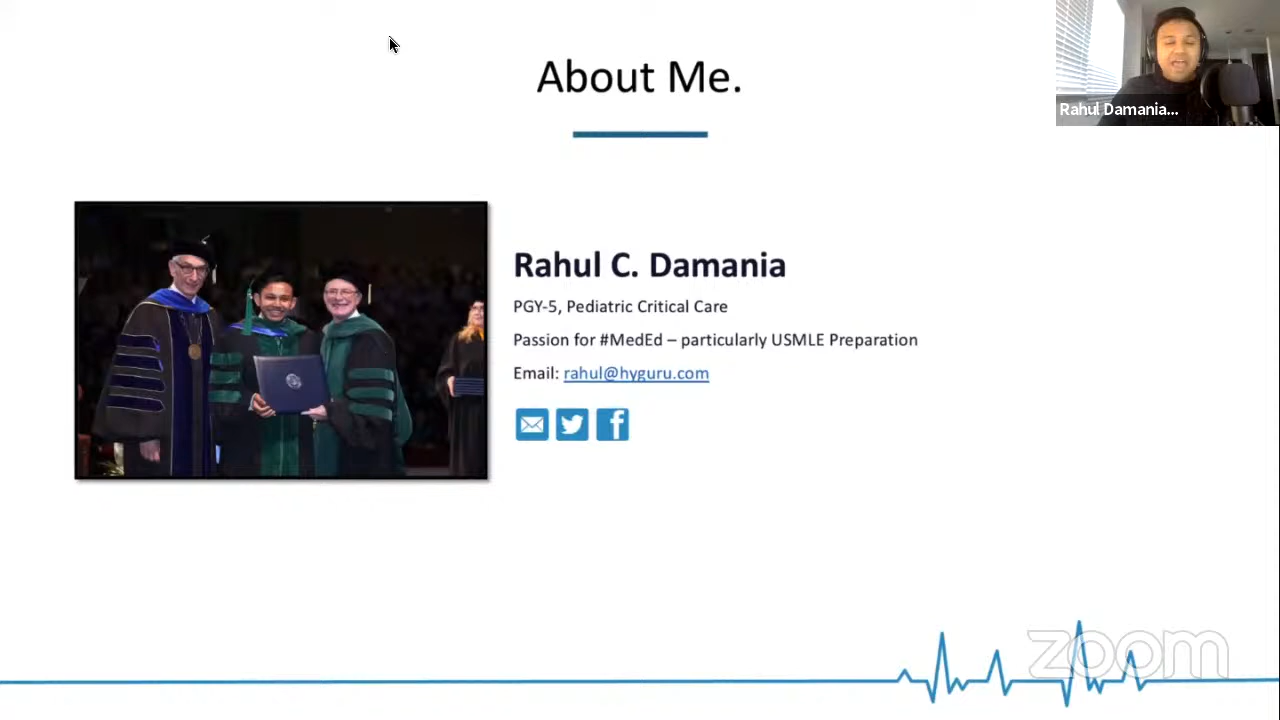 About Me.
Rahul Damania...
Rahul C. Damania
PGY-5, Pediatric Critical Care
Passion for #MedEd – particularly USMLE Preparation
Email: rahul@hyguru.com
zoom